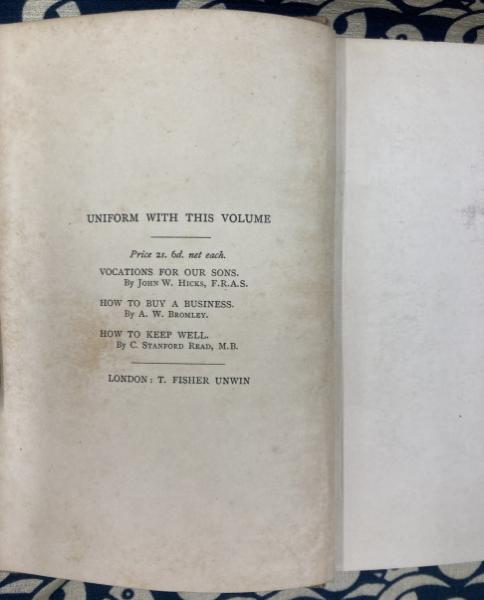 UNIFORM WITH THIS VOLUME
Price 2s. 6d. net each.
VOCATIONS FOR OUR SONS.
By John W. Hicks, F.R.A.S.
HOW TO BUY A BUSINESS.
By A. W. Bromley.
HOW TO KEEP WELL.
By C. Stanford Read, M.B.
LONDON: T. FISHER UNWIN